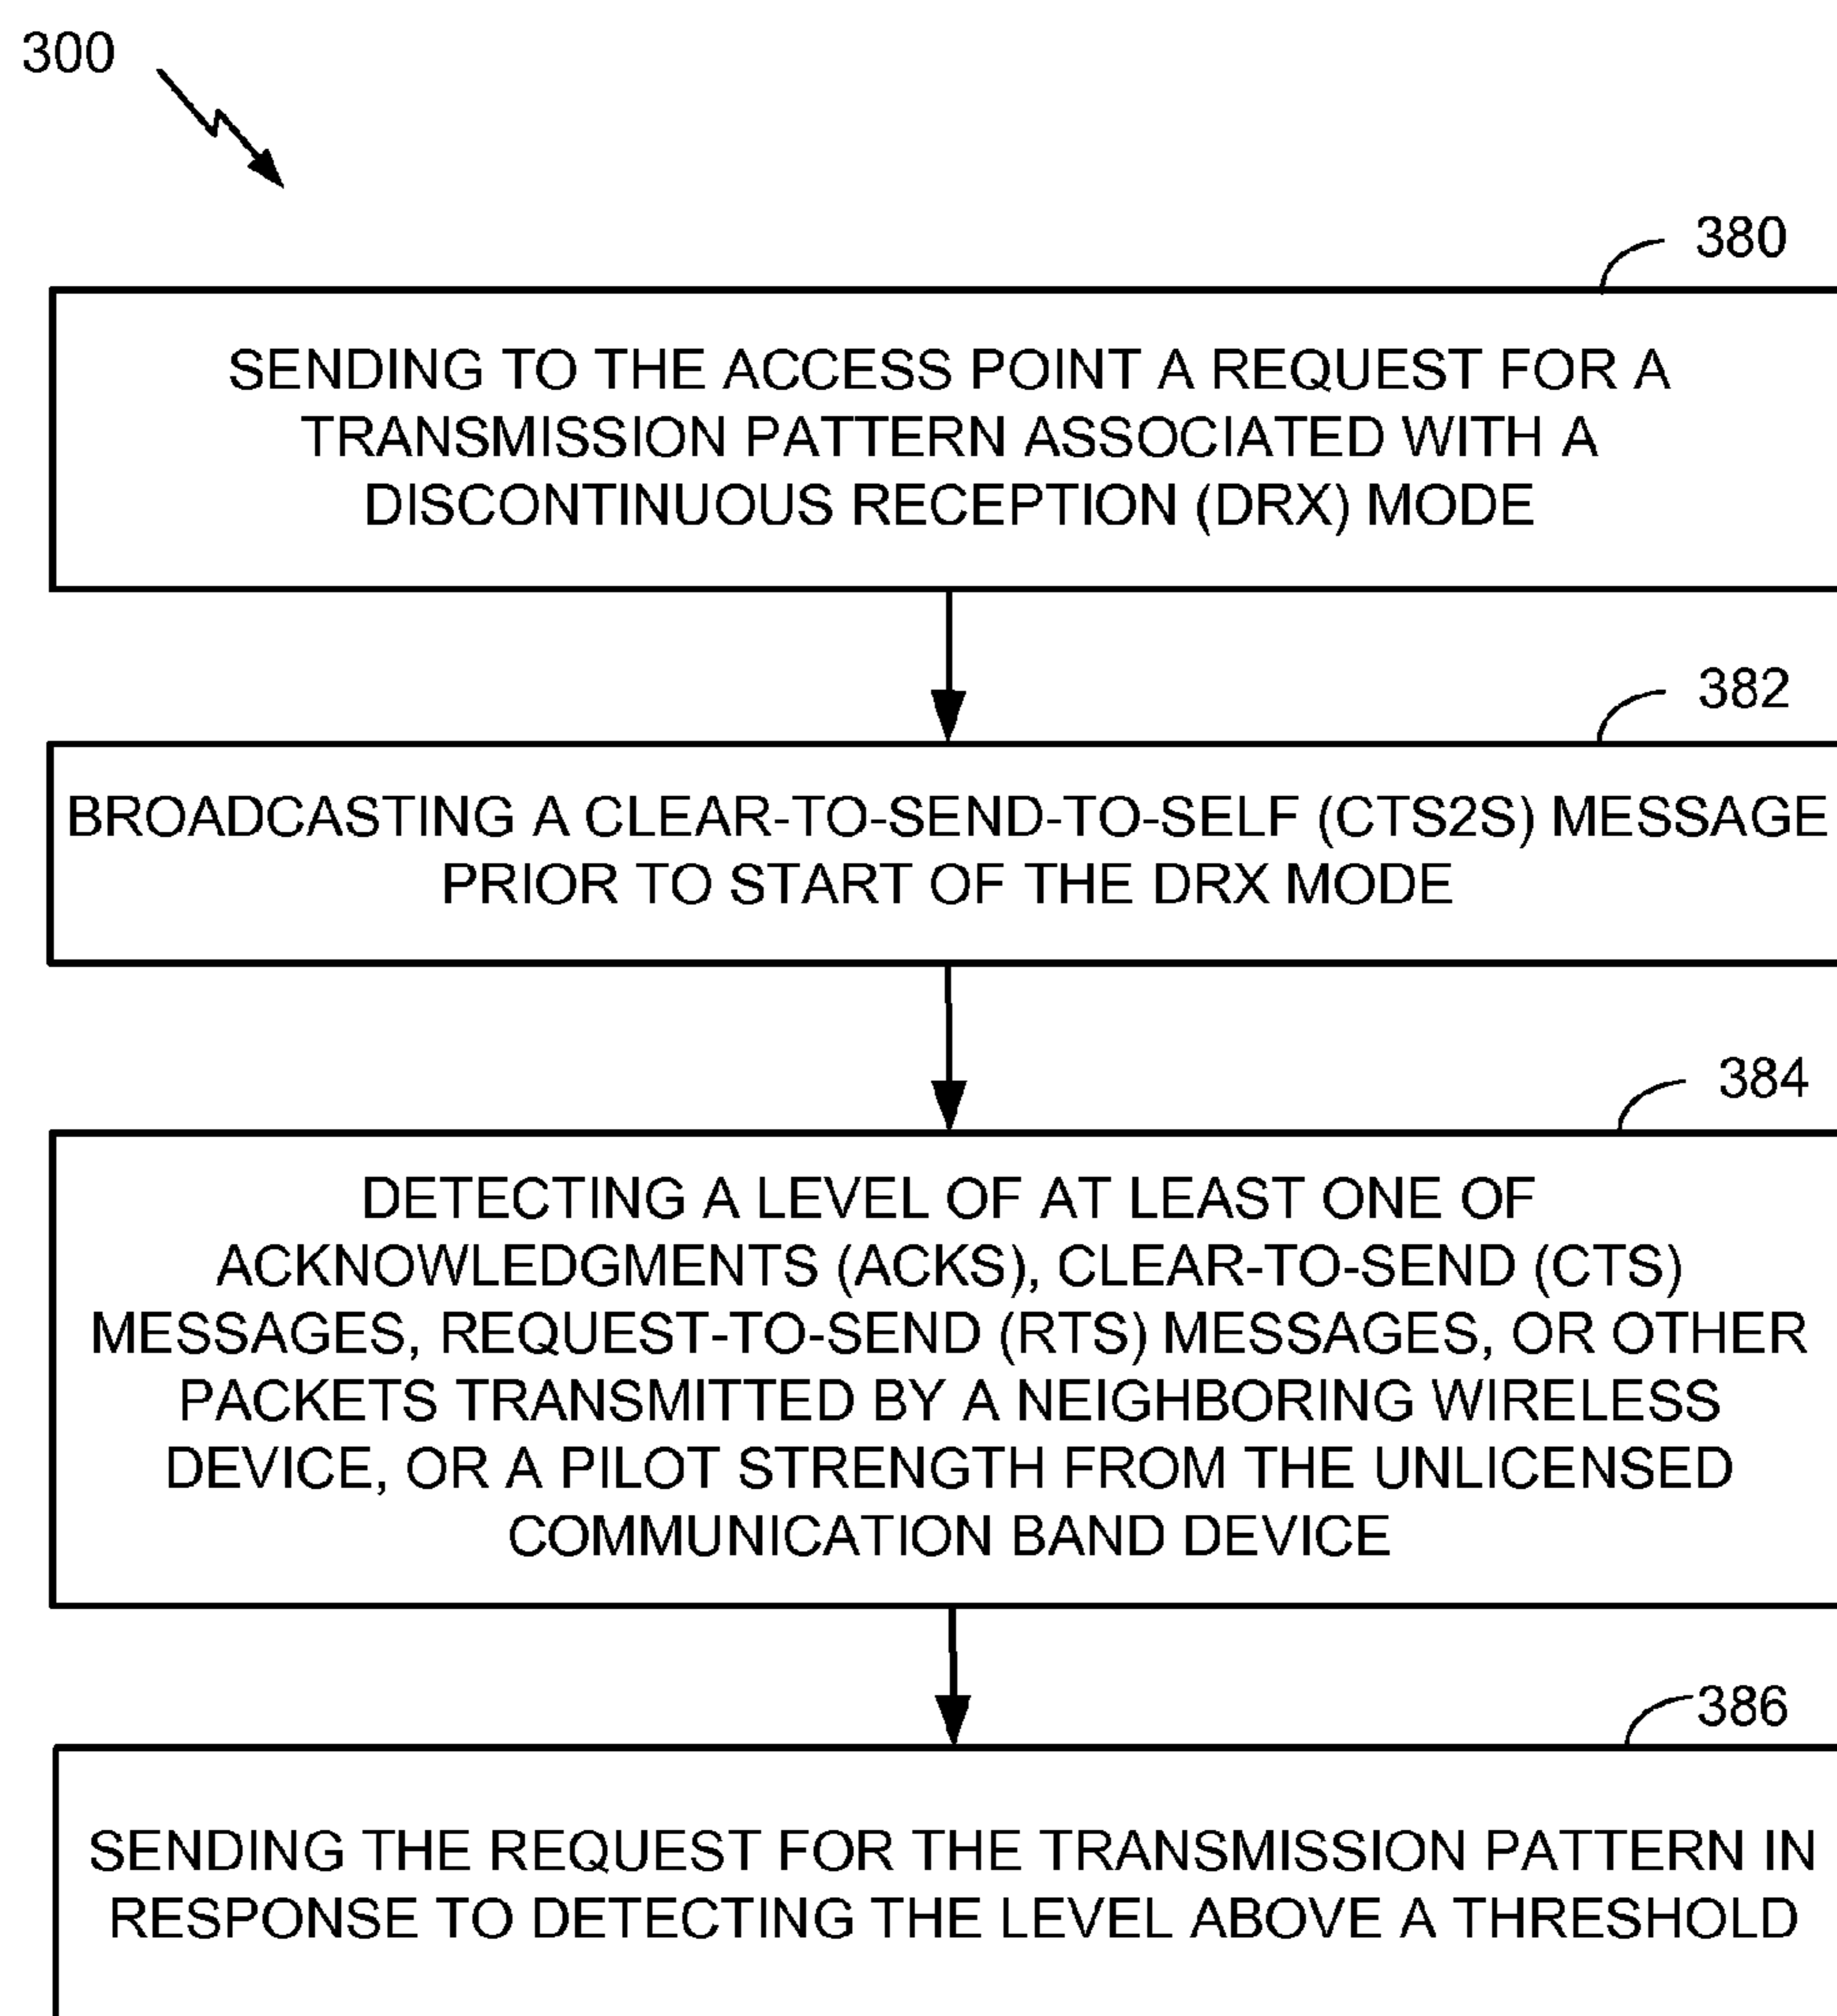 300
380
SENDING TO THE ACCESS POINT A REQUEST FOR A
TRANSMISSION PATTERN ASSOCIATED WITH A
DISCONTINUOUS RECEPTION (DRX) MODE
382
BROADCASTING A CLEAR-TO-SEND-TO-SELF (CTS2S) MESSAGE
PRIOR TO START OF THE DRX MODE
384
DETECTING A LEVEL OF AT LEAST ONE OF
ACKNOWLEDGMENTS (ACKS), CLEAR-TO-SEND (CTS)
MESSAGES, REQUEST-TO-SEND (RTS) MESSAGES, OR OTHER
PACKETS TRANSMITTED BY A NEIGHBORING WIRELESS
DEVICE, OR A PILOT STRENGTH FROM THE UNLICENSED
COMMUNICATION BAND DEVICE
386
SENDING THE REQUEST FOR THE TRANSMISSION PATTERN IN
RESPONSE TO DETECTING THE LEVEL ABOVE A THRESHOLD